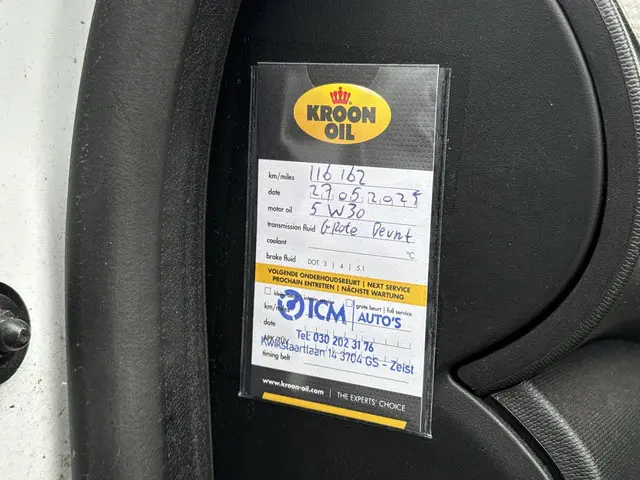 KROON
OIL
km/miles 116 162
date 27 05 2025
motor oil 5 W30
transmission fluid GRote Beurt
coolant °C
brake fluid DOT 3 | 4 | 5.1
VOLGENDE ONDERHOUDSBEURT | NEXT SERVICE
PROCHAIN ENTRETIEN | NÄCHSTE WARTUNG
grote beurt | full service
km/mi
TCM AUTO'S
date
Tel: 030 202 31 76
Kwikstaartlaan 14 3704 GS - Zeist
timing belt
www.kroon-oil.com | THE EXPERTS' CHOICE